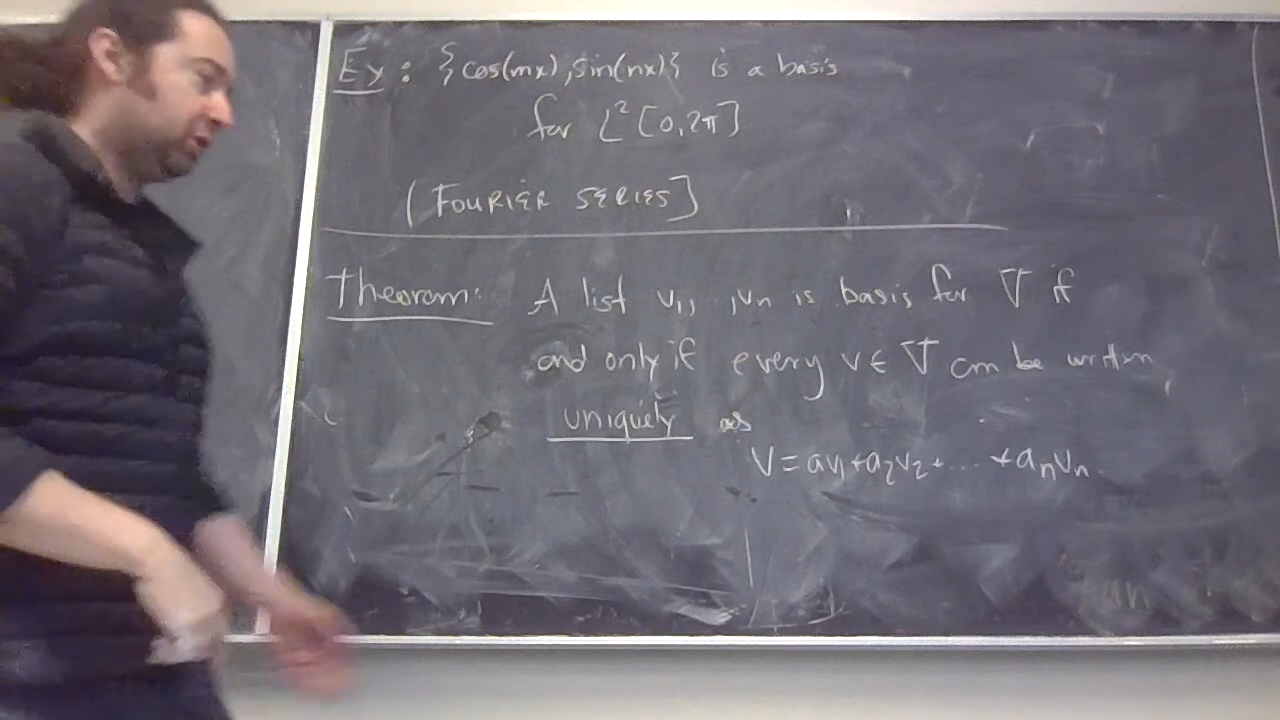 Ex: {cos(mx), sin(nx)} is a basis
for L²[0,2π]
(FOURIER SERIES]
Theorem: A list v₁, .. ,vₙ is basis for V if
and only if every v ∈ V can be written
uniquely as
V = av₁ + a₂v₂ + ... + aₙvₙ.